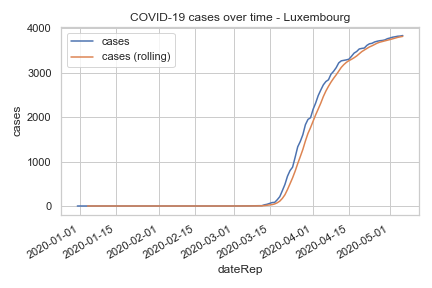 COVID-19 cases over time - Luxembourg
cases
cases (rolling)
4000
3000
2000
1000
0
cases
2020-01-01
2020-01-15
2020-02-01
2020-02-15
2020-03-01
2020-03-15
2020-04-01
2020-04-15
2020-05-01
dateRep